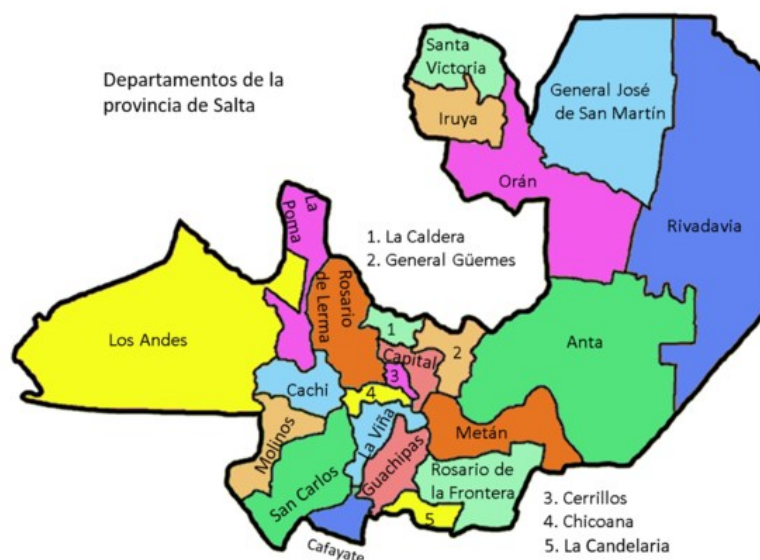 Departamentos de la
provincia de Salta
Santa
Victoria
Iruya
General José
de San Martín
Orán
Rivadavia
La
Poma
1. La Caldera
2. General Güemes
Rosario
de Lerma
Los Andes
1
Capital
2
Anta
3
Cachi
4
La Viña
Metán
Molinos
San Carlos
Guachipas
Rosario de
la Frontera
5
Cafayate
3. Cerrillos
4. Chicoana
5. La Candelaria